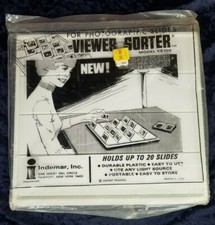 FOR PHOTOGRAPHIC SLIDES
VIEWER SORTER
NEW!
HOLDS UP TO 20 SLIDES
Indemar, Inc.
• DURABLE PLASTIC • EASY TO USE
• USE ANY LIGHT SOURCE
• PORTABLE • EASY TO STORE